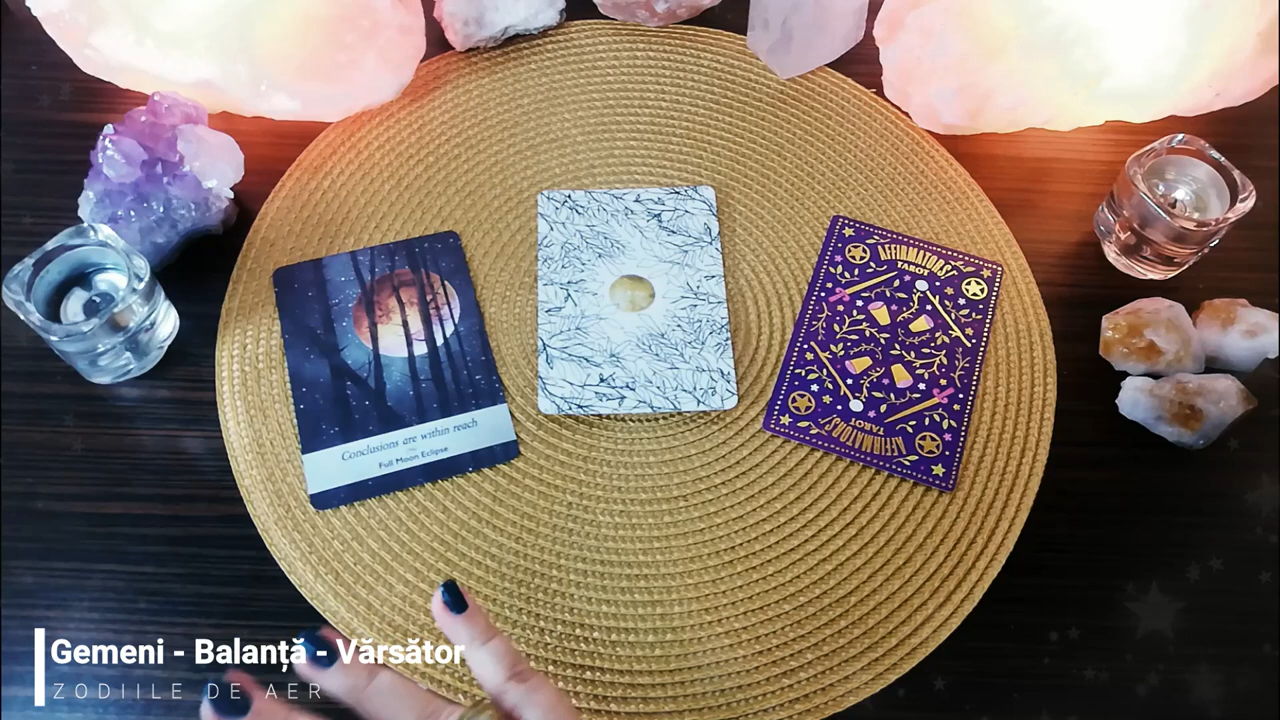 Conclusions are within reach
Full Moon Eclipse
AFFIRMATORS!
TAROT
AFFIRMATORS!
TAROT
Gemeni - Balanță - Vărsător
ZODIILE DE AER